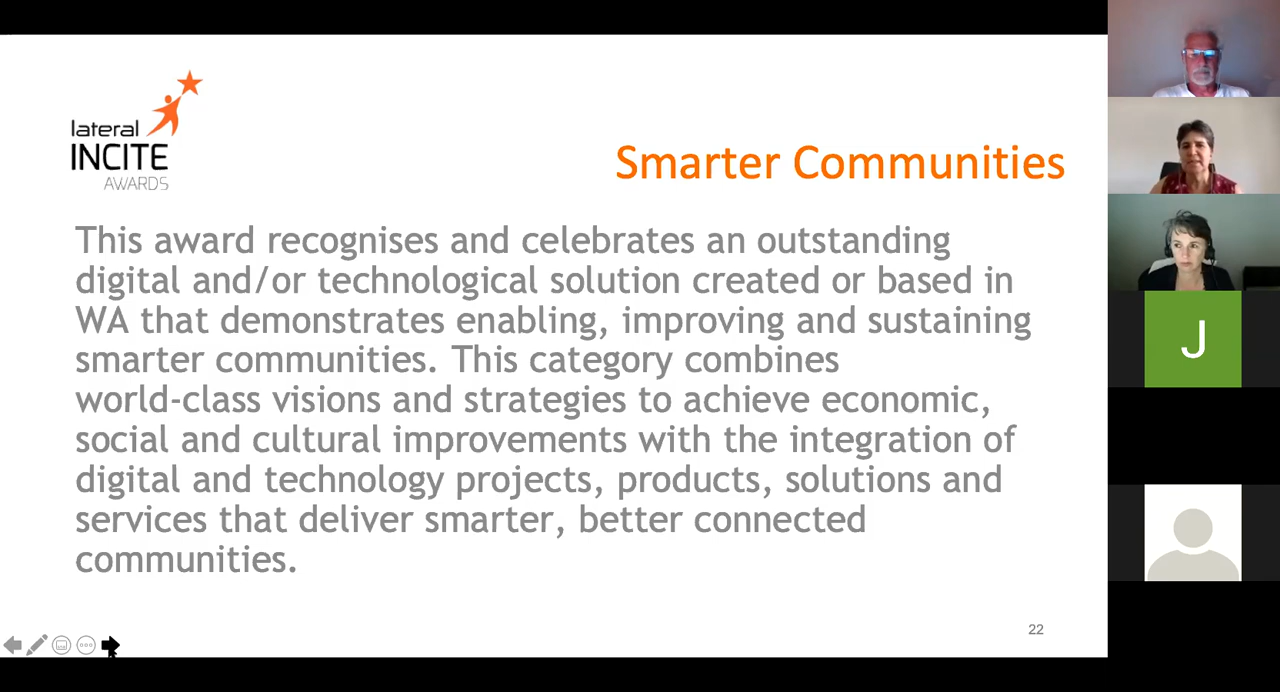 lateral
INCITE
AWARDS
Smarter Communities
This award recognises and celebrates an outstanding
digital and/or technological solution created or based in
WA that demonstrates enabling, improving and sustaining
smarter communities. This category combines
world-class visions and strategies to achieve economic,
social and cultural improvements with the integration of
digital and technology projects, products, solutions and
services that deliver smarter, better connected
communities.
22
J